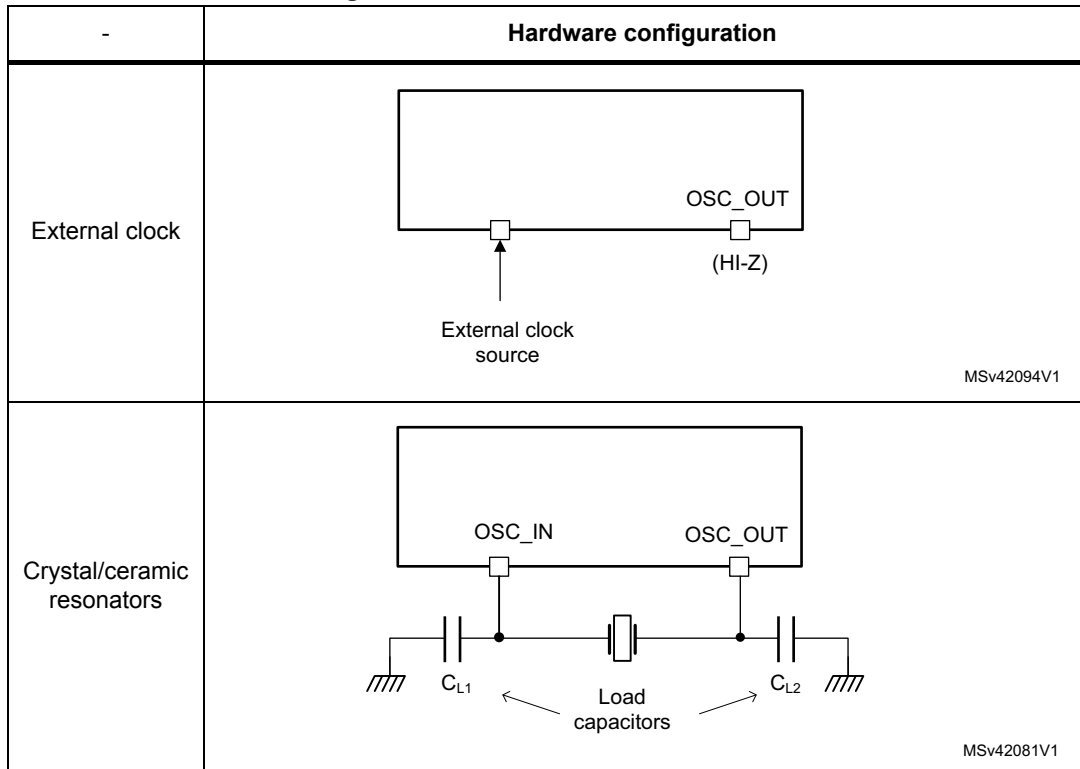 -
Hardware configuration
External clock
OSC_OUT
(HI-Z)
External clock
source
MSv42094V1
Crystal/ceramic
resonators
OSC_IN
OSC_OUT
CL1
Load
capacitors
CL2
MSv42081V1